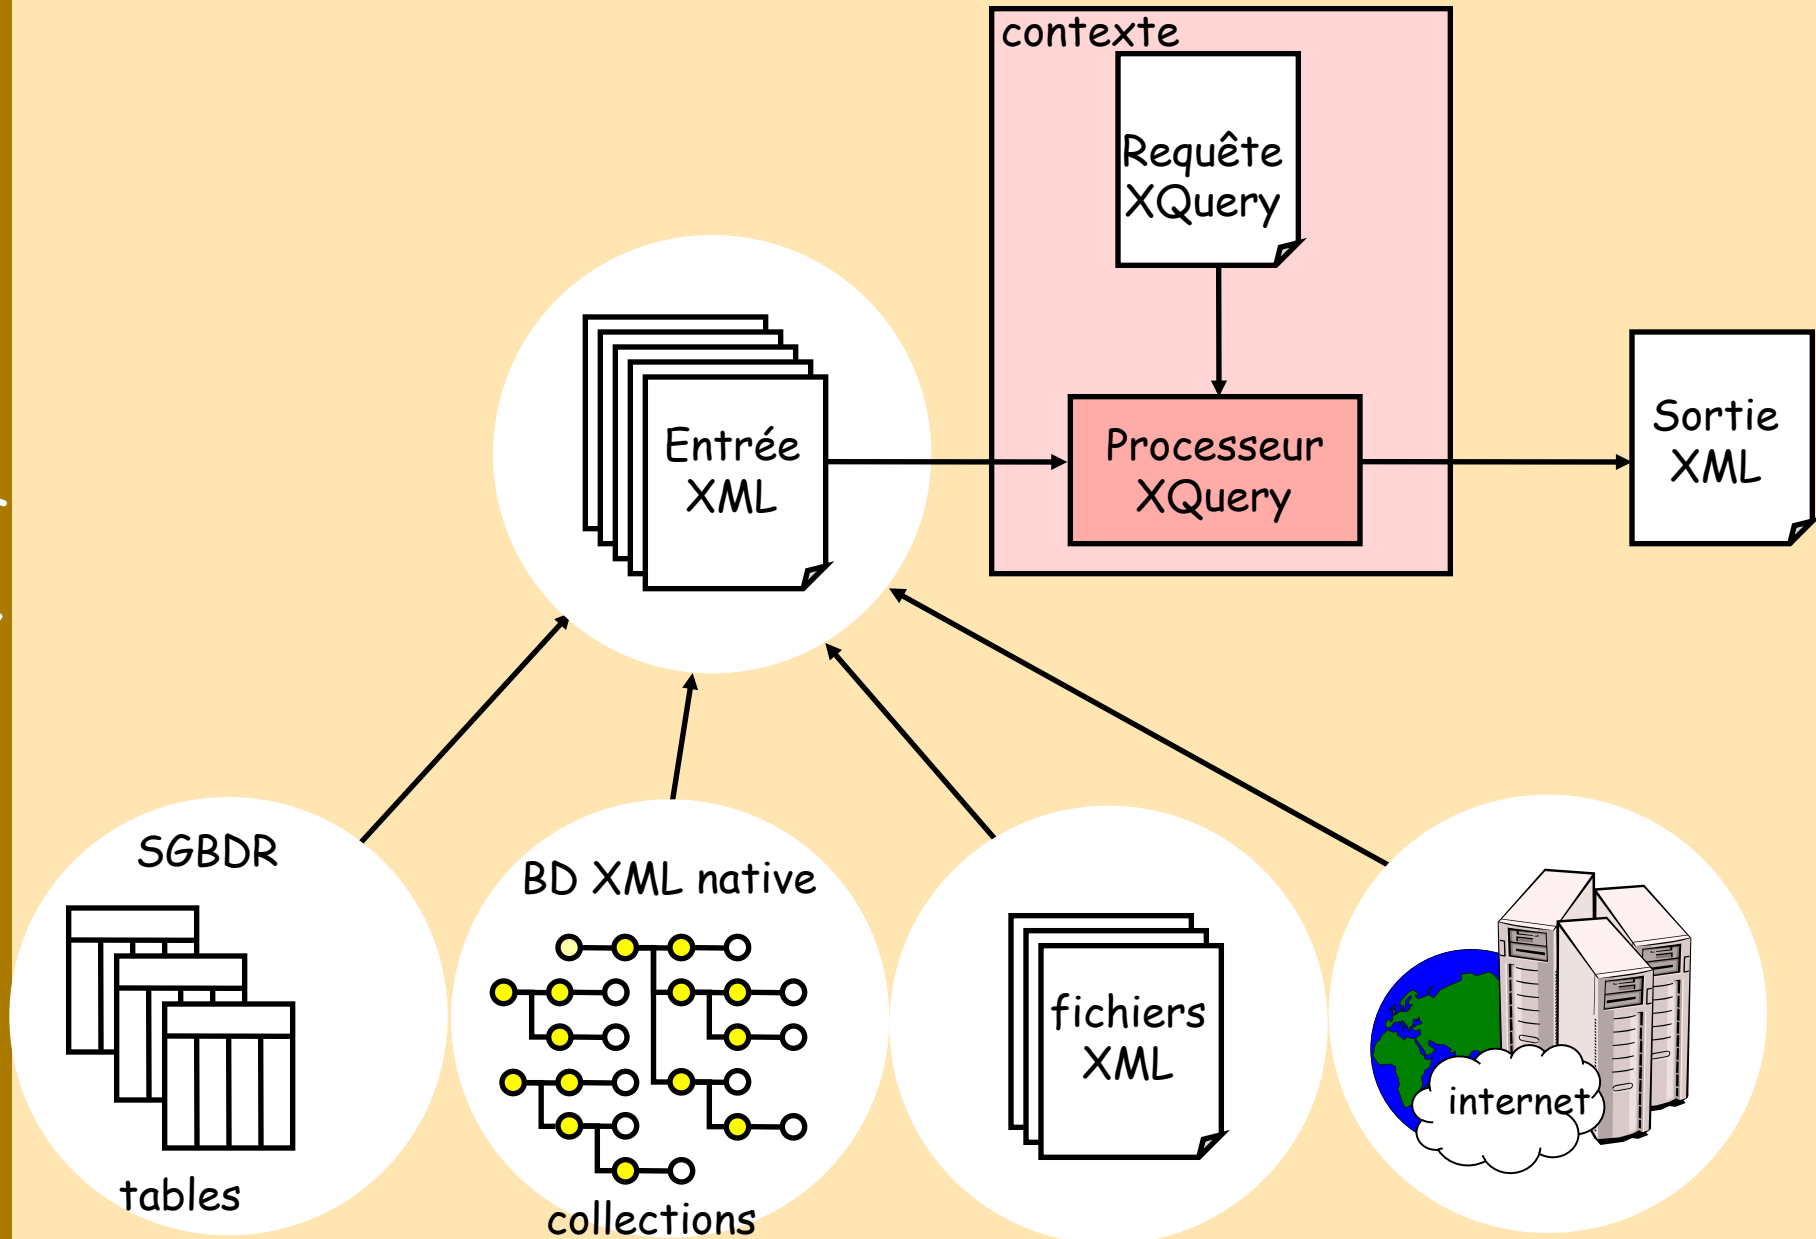 contexte
Requête
XQuery
Entrée
XML
Processeur
XQuery
Sortie
XML
SGBDR
tables
BD XML native
collections
fichiers
XML
internet